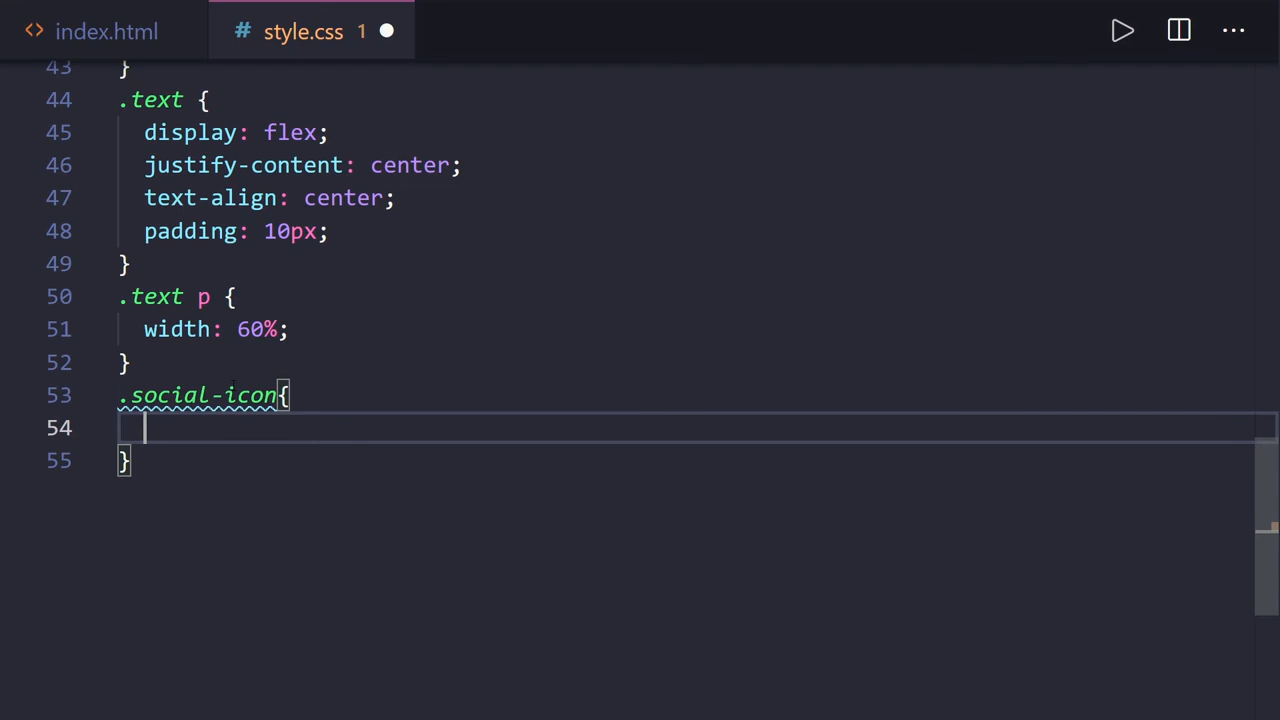 index.html # style.css 1
43 }
44 .text {
45 display: flex;
46 justify-content: center;
47 text-align: center;
48 padding: 10px;
49 }
50 .text p {
51 width: 60%;
52 }
53 .social-icon{
54
55 }